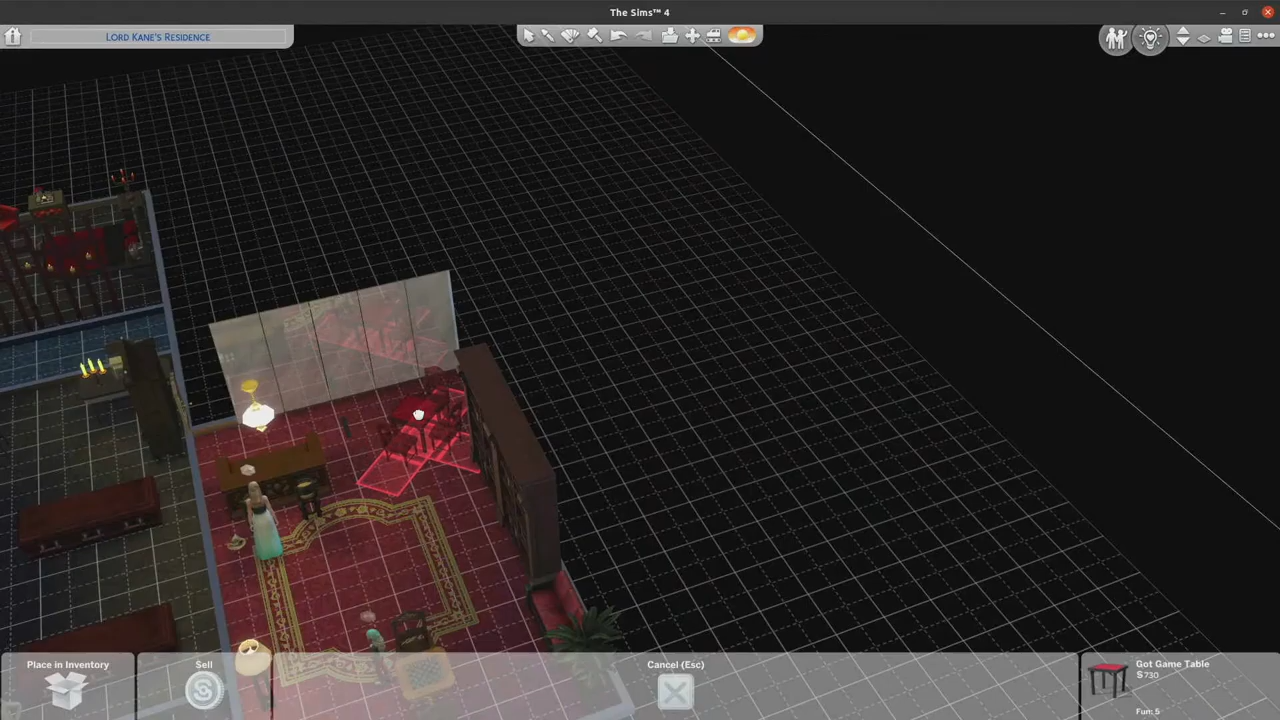 The Sims™ 4
LORD KANE'S RESIDENCE
Place in Inventory
Sell
Cancel (Esc)
Got Game Table
§730
Fun: 5